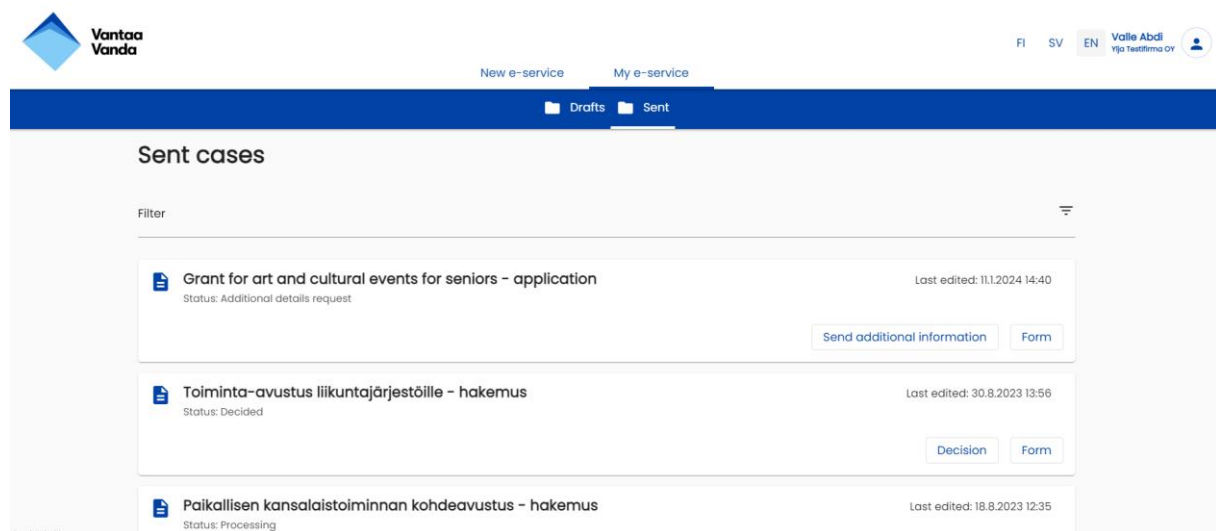 Vantaa
Vanda
FI SV EN Valle Abdi
Ylja Testifirma OY
New e-service My e-service
Drafts Sent
Sent cases
Filter
Grant for art and cultural events for seniors - application
Last edited: 11.1.2024 14:40
Status: Additional details request
Send additional information Form
Toiminta-avustus liikuntajärjestöille - hakemus
Last edited: 30.8.2023 13:56
Status: Decided
Decision Form
Paikallisen kansalaistoiminnan kohdeavustus - hakemus
Last edited: 18.8.2023 12:35
Status: Processing